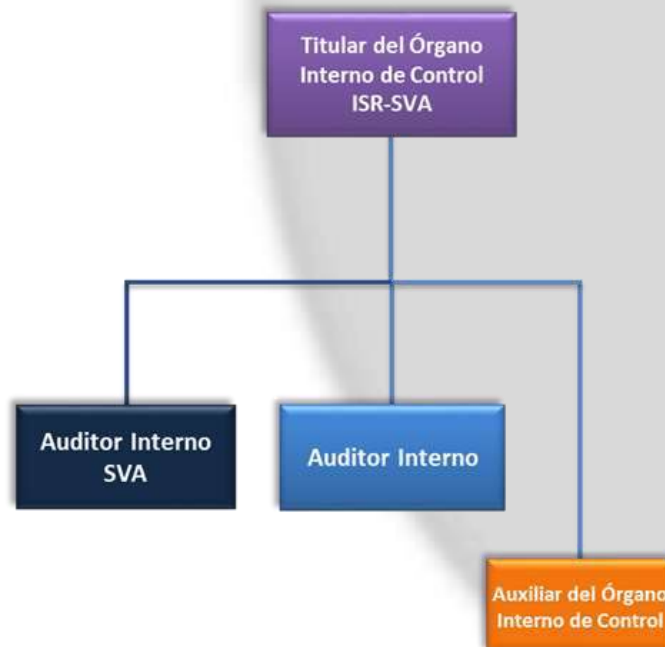 Titular del Órgano
Interno de Control
ISR-SVA
Auditor Interno
SVA
Auditor Interno
Auxiliar del Órgano
Interno de Control